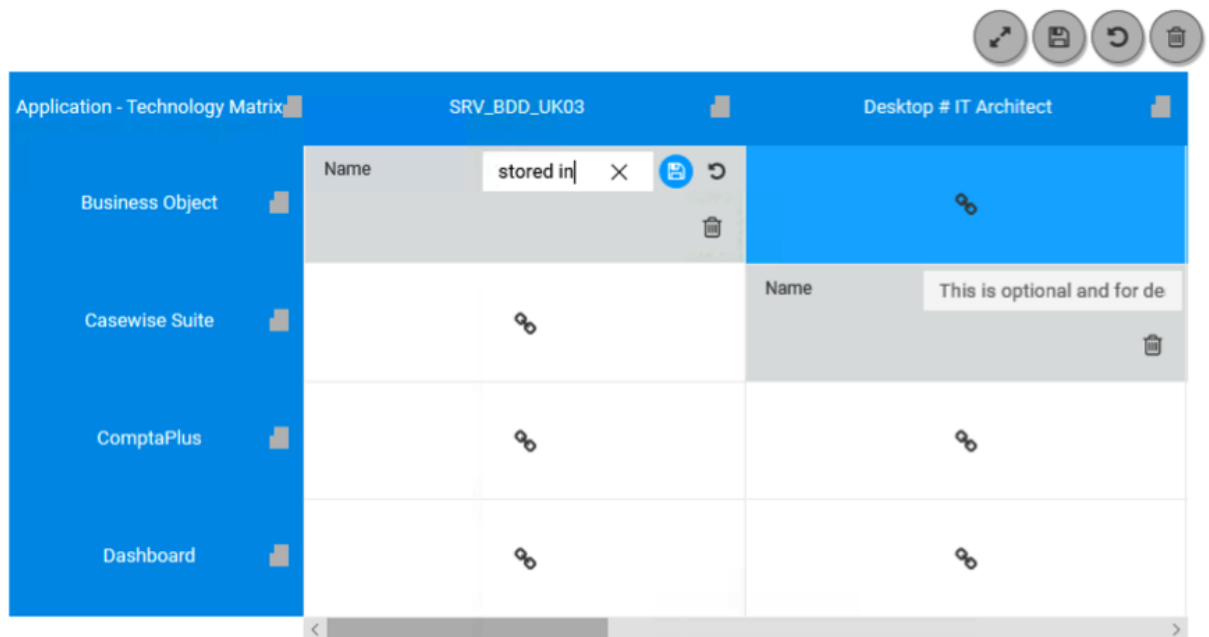 Application - Technology Matrix
SRV_BDD_UK03
Desktop # IT Architect
Business Object
Name
stored in
Casewise Suite
Name
This is optional and for de
ComptaPlus
Dashboard